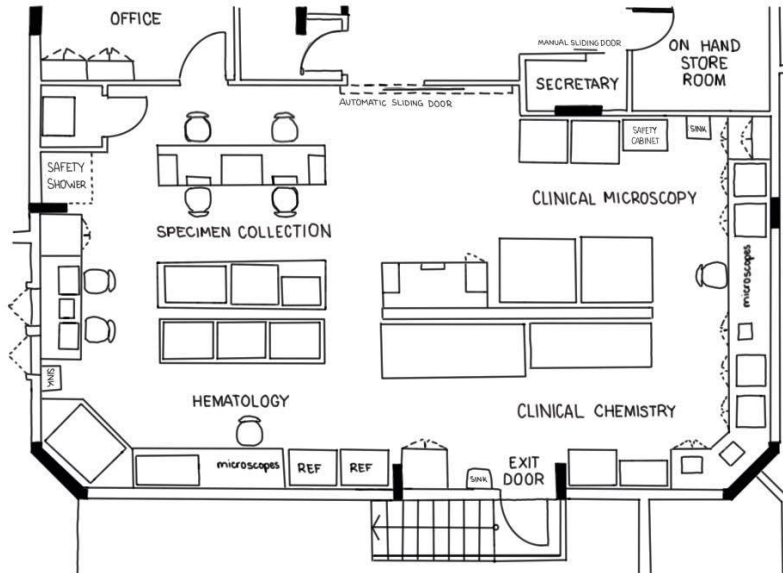 OFFICE
MANUAL SLIDING DOOR
ON HAND
STORE
ROOM
SECRETARY
AUTOMATIC SLIDING DOOR
SAFETY
CABINET
SINK
SAFETY
SHOWER
CLINICAL MICROSCOPY
SPECIMEN COLLECTION
microscopes
SINK
HEMATOLOGY
CLINICAL CHEMISTRY
microscopes
REF
REF
EXIT
DOOR
SINK